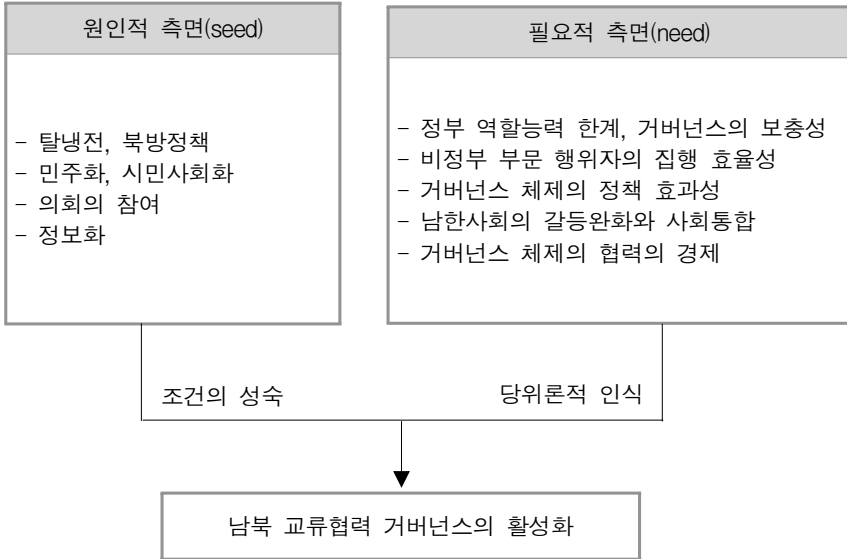 원인적 측면(seed)
- 탈냉전, 북방정책
- 민주화, 시민사회화
- 의회의 참여
- 정보화
필요적 측면(need)
- 정부 역할능력 한계, 거버넌스의 보충성
- 비정부 부문 행위자의 집행 효율성
- 거버넌스 체제의 정책 효과성
- 남한사회의 갈등완화와 사회통합
- 거버넌스 체제의 협력의 경제
조건의 성숙
당위론적 인식
남북 교류협력 거버넌스의 활성화